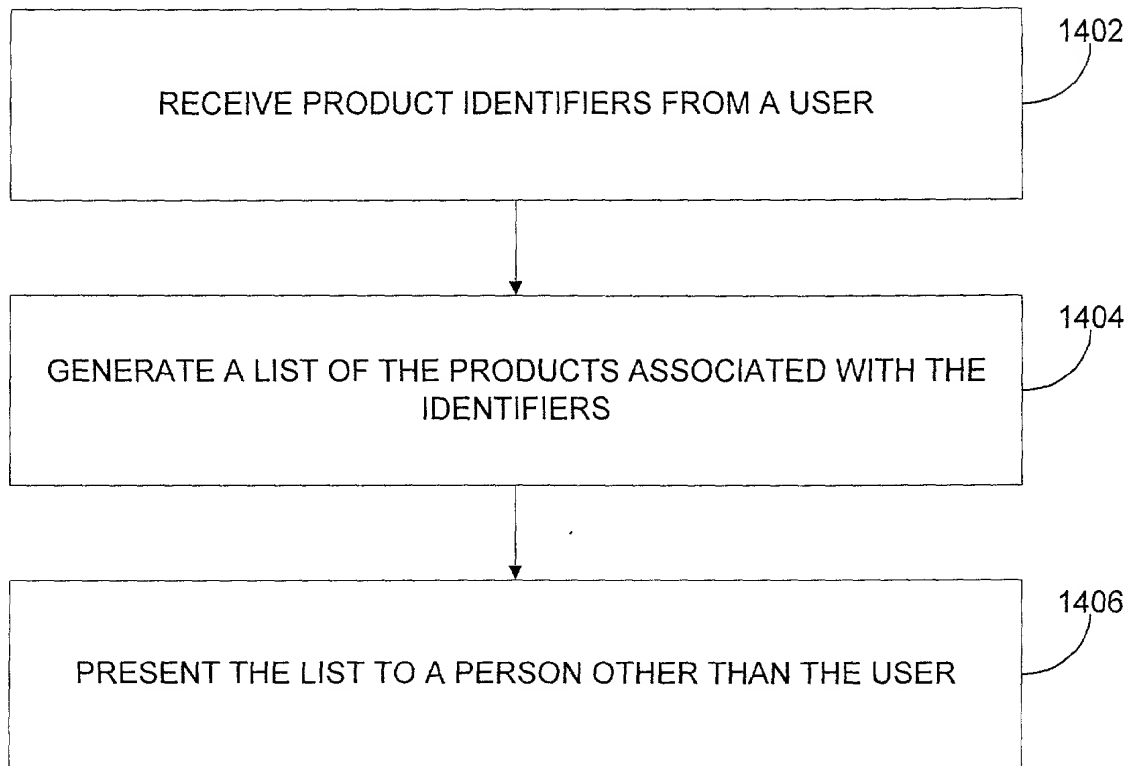 1402
RECEIVE PRODUCT IDENTIFIERS FROM A USER
1404
GENERATE A LIST OF THE PRODUCTS ASSOCIATED WITH THE
IDENTIFIERS
1406
PRESENT THE LIST TO A PERSON OTHER THAN THE USER